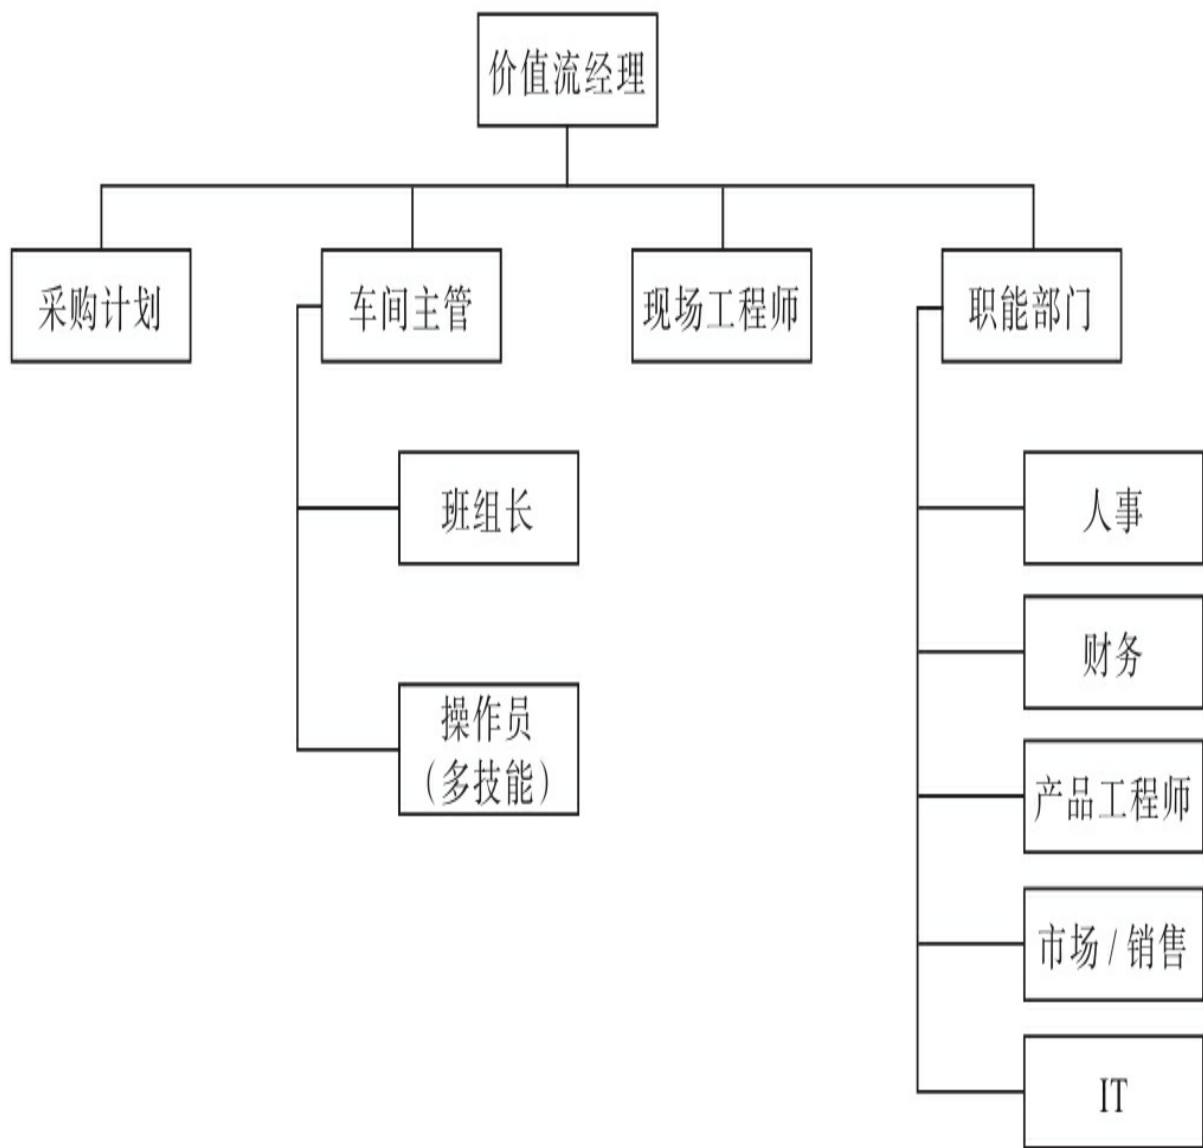 价值流经理
采购计划
车间主管
现场工程师
职能部门
班组长
人事
财务
操作员
（多技能）
产品工程师
市场 / 销售
IT